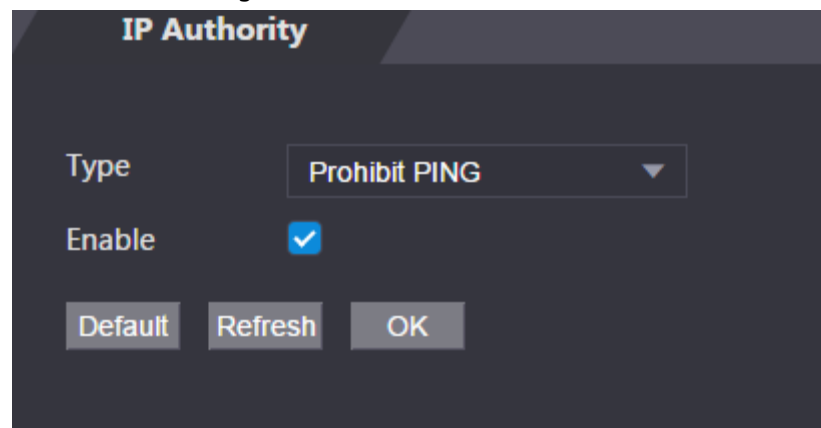 IP Authority
Type Prohibit PING
Enable
Default Refresh OK